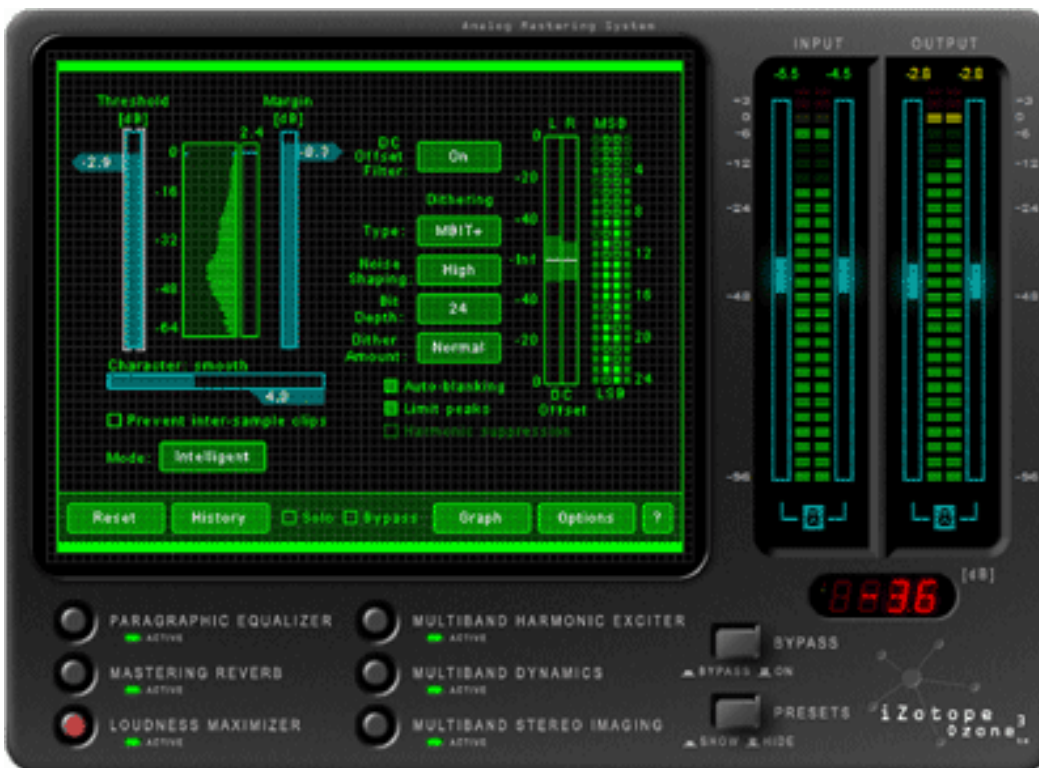 Analog Mastering System
INPUT OUTPUT
-5.5 -4.5 -2.8 -2.8
Threshold
[dB]
Margin
[dB]
2.4
-2.9
-0.7
0
-16
-32
-48
-64
DC
Offset
Filter
On
Dithering
Type: MBIT+
Noise
Shaping: High
Bit
Depth: 24
Dither
Amount Normal
Auto-blanking
Limit peaks
Harmonic suppression
L R MSB
0
-20
-40
-Inf
-40
-20
0
4
8
12
16
20
24
DC
Offset
LSB
Character: smooth
4.0
Prevent inter-sample clips
Mode: Intelligent
Reset History Solo Bypass Graph Options ?
-3
0
-6
-12
-24
-48
-96
-3
0
-6
-12
-24
-48
-96
-36 [dB]
PARAGRAPHIC EQUALIZER
ACTIVE
MASTERING REVERB
ACTIVE
LOUDNESS MAXIMIZER
ACTIVE
MULTIBAND HARMONIC EXCITER
ACTIVE
MULTIBAND DYNAMICS
ACTIVE
MULTIBAND STEREO IMAGING
ACTIVE
BYPASS
BYPASS ON
PRESETS
SHOW HIDE
iZotope
Ozone 3